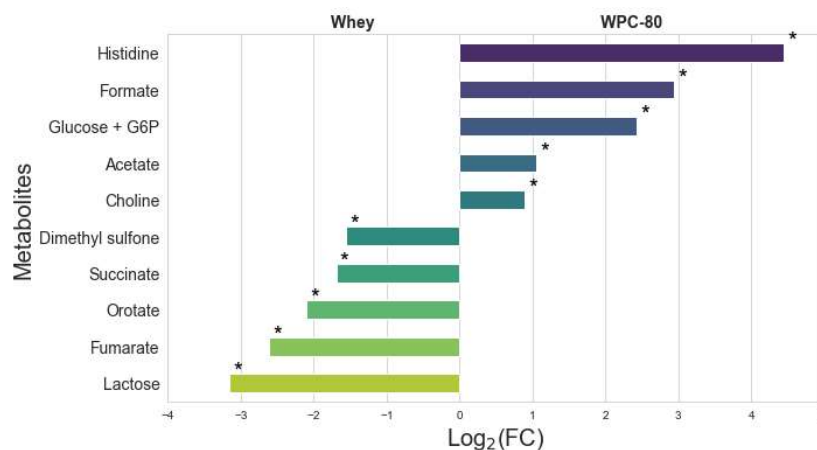 Whey WPC-80
Histidine *
Formate *
Glucose + G6P *
Acetate *
Choline *
Dimethyl sulfone *
Succinate *
Orotate *
Fumarate *
Lactose *
−4 −3 −2 −1 0 1 2 3 4
Log₂(FC)
Metabolites